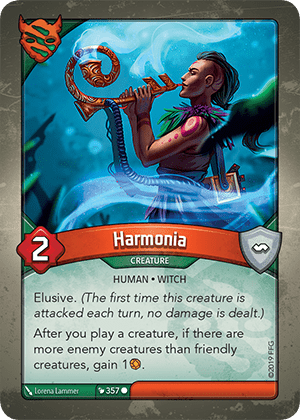 2
Harmonia
CREATURE
HUMAN • WITCH
Elusive. (The first time this creature is
attacked each turn, no damage is dealt.)
After you play a creature, if there are
more enemy creatures than friendly
creatures, gain 1.
Lorena Lammer
357
©2019 FFG